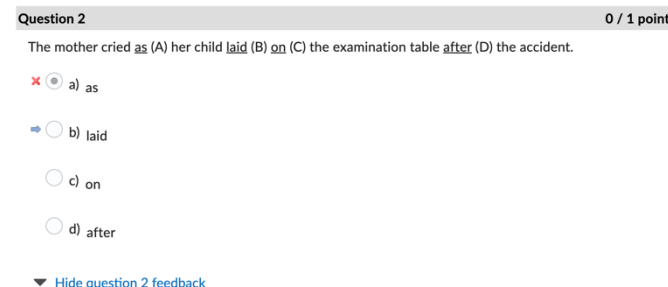 Question 2 0 / 1 point
The mother cried as (A) her child laid (B) on (C) the examination table after (D) the accident.
a) as
b) laid
c) on
d) after
Hide question 2 feedback